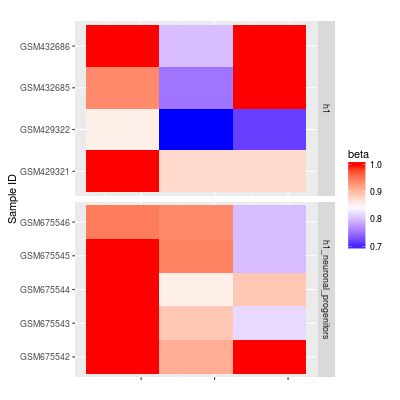 Sample ID
GSM432686
GSM432685
GSM429322
GSM429321
h1
GSM675546
GSM675545
GSM675544
GSM675543
GSM675542
h1_neuronal_progenitors
beta
1.0
0.9
0.8
0.7